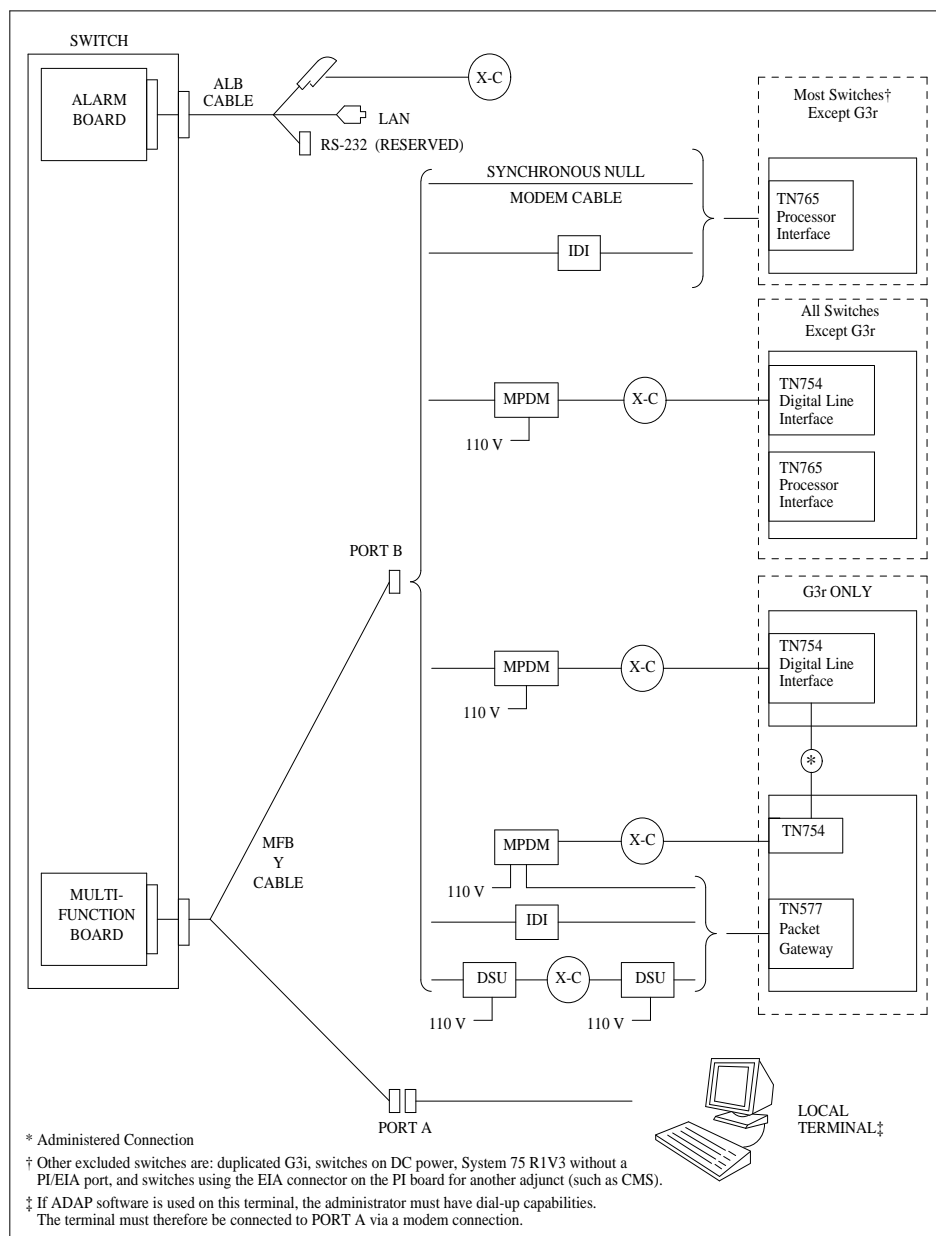 SWITCH
ALARM
BOARD
ALB
CABLE
X-C
LAN
RS-232 (RESERVED)
Most Switches†
Except G3r
SYNCHRONOUS NULL
MODEM CABLE
TN765
Processor
Interface
IDI
All Switches
Except G3r
MPDM
X-C
110 V
TN754
Digital Line
Interface
TN765
Processor
Interface
PORT B
G3r ONLY
MPDM
X-C
110 V
TN754
Digital Line
Interface
*
MFB
Y
CABLE
MPDM
X-C
TN754
110 V
MULTI-
FUNCTION
BOARD
IDI
TN577
Packet
Gateway
DSU
X-C
DSU
110 V
110 V
PORT A
LOCAL
TERMINAL‡
* Administered Connection
† Other excluded switches are: duplicated G3i, switches on DC power, System 75 R1V3 without a
PI/EIA port, and switches using the EIA connector on the PI board for another adjunct (such as CMS).
‡ If ADAP software is used on this terminal, the administrator must have dial-up capabilities.
The terminal must therefore be connected to PORT A via a modem connection.